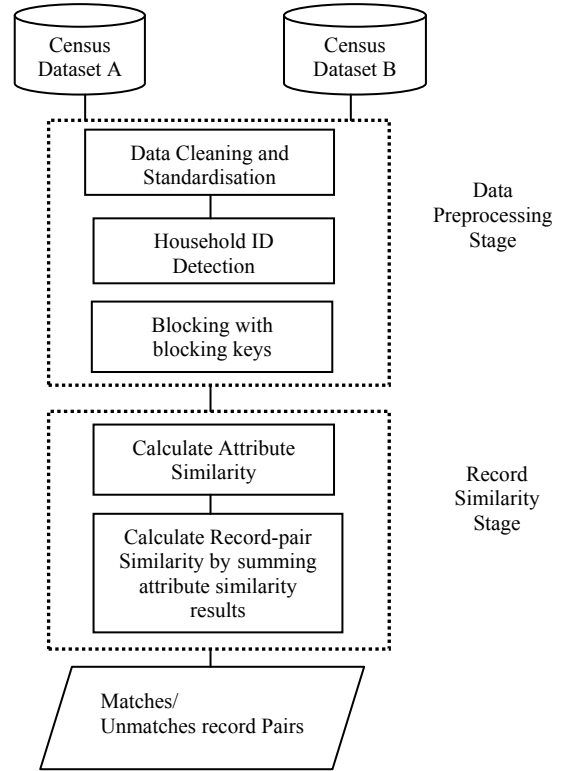 Census
Dataset A
Census
Dataset B
Data Cleaning and
Standardisation
Household ID
Detection
Blocking with
blocking keys
Data
Preprocessing
Stage
Calculate Attribute
Similarity
Calculate Record-pair
Similarity by summing
attribute similarity
results
Record
Similarity
Stage
Matches/
Unmatches record Pairs